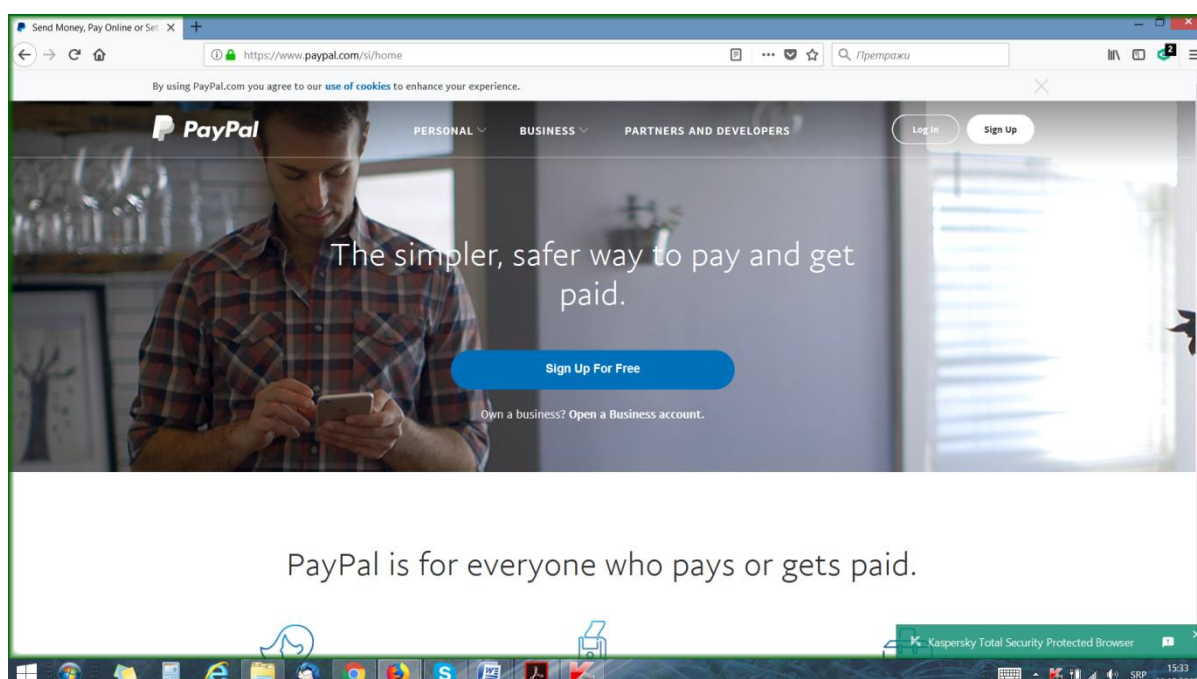 Send Money, Pay Online or Set
https://www.paypal.com/si/home
Претражи
2
By using PayPal.com you agree to our use of cookies to enhance your experience.
PayPal
PERSONAL
BUSINESS
PARTNERS AND DEVELOPERS
Log In
Sign Up
The simpler, safer way to pay and get
paid.
Sign Up For Free
Own a business? Open a Business account.
PayPal is for everyone who pays or gets paid.
Kaspersky Total Security Protected Browser
SRP
15:33